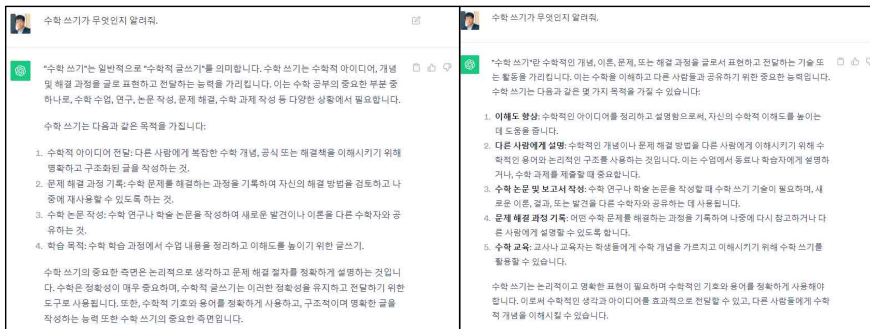 수학 쓰기가 무엇인지 알려줘.
"수학 쓰기"는 일반적으로 "수학적 글쓰기"를 의미합니다. 수학 쓰기는 수학적 아이디어, 개념
및 해결 과정을 글로 표현하고 전달하는 능력을 가리킵니다. 이는 수학 공부의 중요한 부분 중
하나로, 수학 수업, 연구, 논문 작성, 문제 해결, 수학 과제 작성 등 다양한 상황에서 필요합니다.
수학 쓰기는 다음과 같은 목적을 가집니다:
1. 수학적 아이디어 전달: 다른 사람에게 복잡한 수학 개념, 공식 또는 해결책을 이해시키기 위해
명확하고 구조화된 글을 작성하는 것.
2. 문제 해결 과정 기록: 수학 문제를 해결하는 과정을 기록하여 자신의 해결 방법을 검토하고 나
중에 재사용할 수 있도록 하는 것.
3. 수학 논문 작성: 수학 연구나 학술 논문을 작성하여 새로운 발견이나 이론을 다른 수학자와 공
유하는 것.
4. 학습 목적: 수학 학습 과정에서 수업 내용을 정리하고 이해도를 높이기 위한 글쓰기.
수학 쓰기의 중요한 측면은 논리적으로 생각하고 문제 해결 절차를 정확하게 설명하는 것입니
다. 수학은 정확성이 매우 중요하며, 수학적 글쓰기는 이러한 정확성을 유지하고 전달하기 위한
도구로 사용됩니다. 또한, 수학적 기호와 용어를 정확하게 사용하고, 구조적이며 명확한 글을
작성하는 능력 또한 수학 쓰기의 중요한 측면입니다.
수학 쓰기가 무엇인지 알려줘.
"수학 쓰기"란 수학적인 개념, 이론, 문제, 또는 해결 과정을 글로서 표현하고 전달하는 기술 또
는 활동을 가리킵니다. 이는 수학을 이해하고 다른 사람들과 공유하기 위한 중요한 능력입니다.
수학 쓰기는 다음과 같은 몇 가지 목적을 가질 수 있습니다:
1. 이해도 향상: 수학적인 아이디어를 정리하고 설명함으로써, 자신의 수학적 이해도를 높이는
데 도움을 줍니다.
2. 다른 사람에게 설명: 수학적인 개념이나 문제 해결 방법을 다른 사람에게 이해시키기 위해 수
학적인 용어와 논리적인 구조를 사용하는 것입니다. 이는 수업에서 동료나 학습자에게 설명하
거나, 수학 과제를 제출할 때 중요합니다.
3. 수학 논문 및 보고서 작성: 수학 연구나 학술 논문을 작성할 때 수학 쓰기 기술이 필요하며, 새
로운 이론, 결과, 또는 발견을 다른 수학자와 공유하는 데 사용됩니다.
4. 문제 해결 과정 기록: 어떤 수학 문제를 해결하는 과정을 기록하여 나중에 다시 참고하거나 다
른 사람에게 설명할 수 있도록 합니다.
5. 수학 교육: 교사나 교육자는 학생들에게 수학 개념을 가르치고 이해시키기 위해 수학 쓰기를
활용할 수 있습니다.
수학 쓰기는 논리적이고 명확한 표현이 필요하며 수학적인 기호와 용어를 정확하게 사용해야
합니다. 이로써 수학적인 생각과 아이디어를 효과적으로 전달할 수 있고, 다른 사람들에게 수학
적 개념을 이해시킬 수 있습니다.